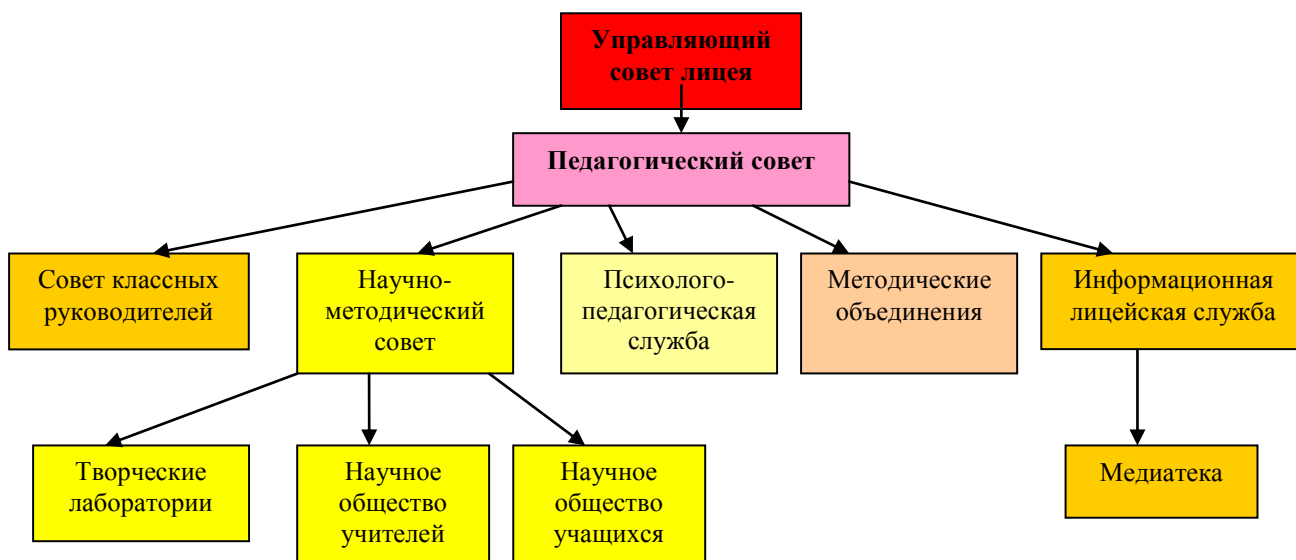 Управляющий
совет лицея
Педагогический совет
Совет классных
руководителей
Научно-
методический
совет
Психолого-
педагогическая
служба
Методические
объединения
Информационная
лицейская служба
Творческие
лаборатории
Научное
общество
учителей
Научное
общество
учащихся
Медиатека